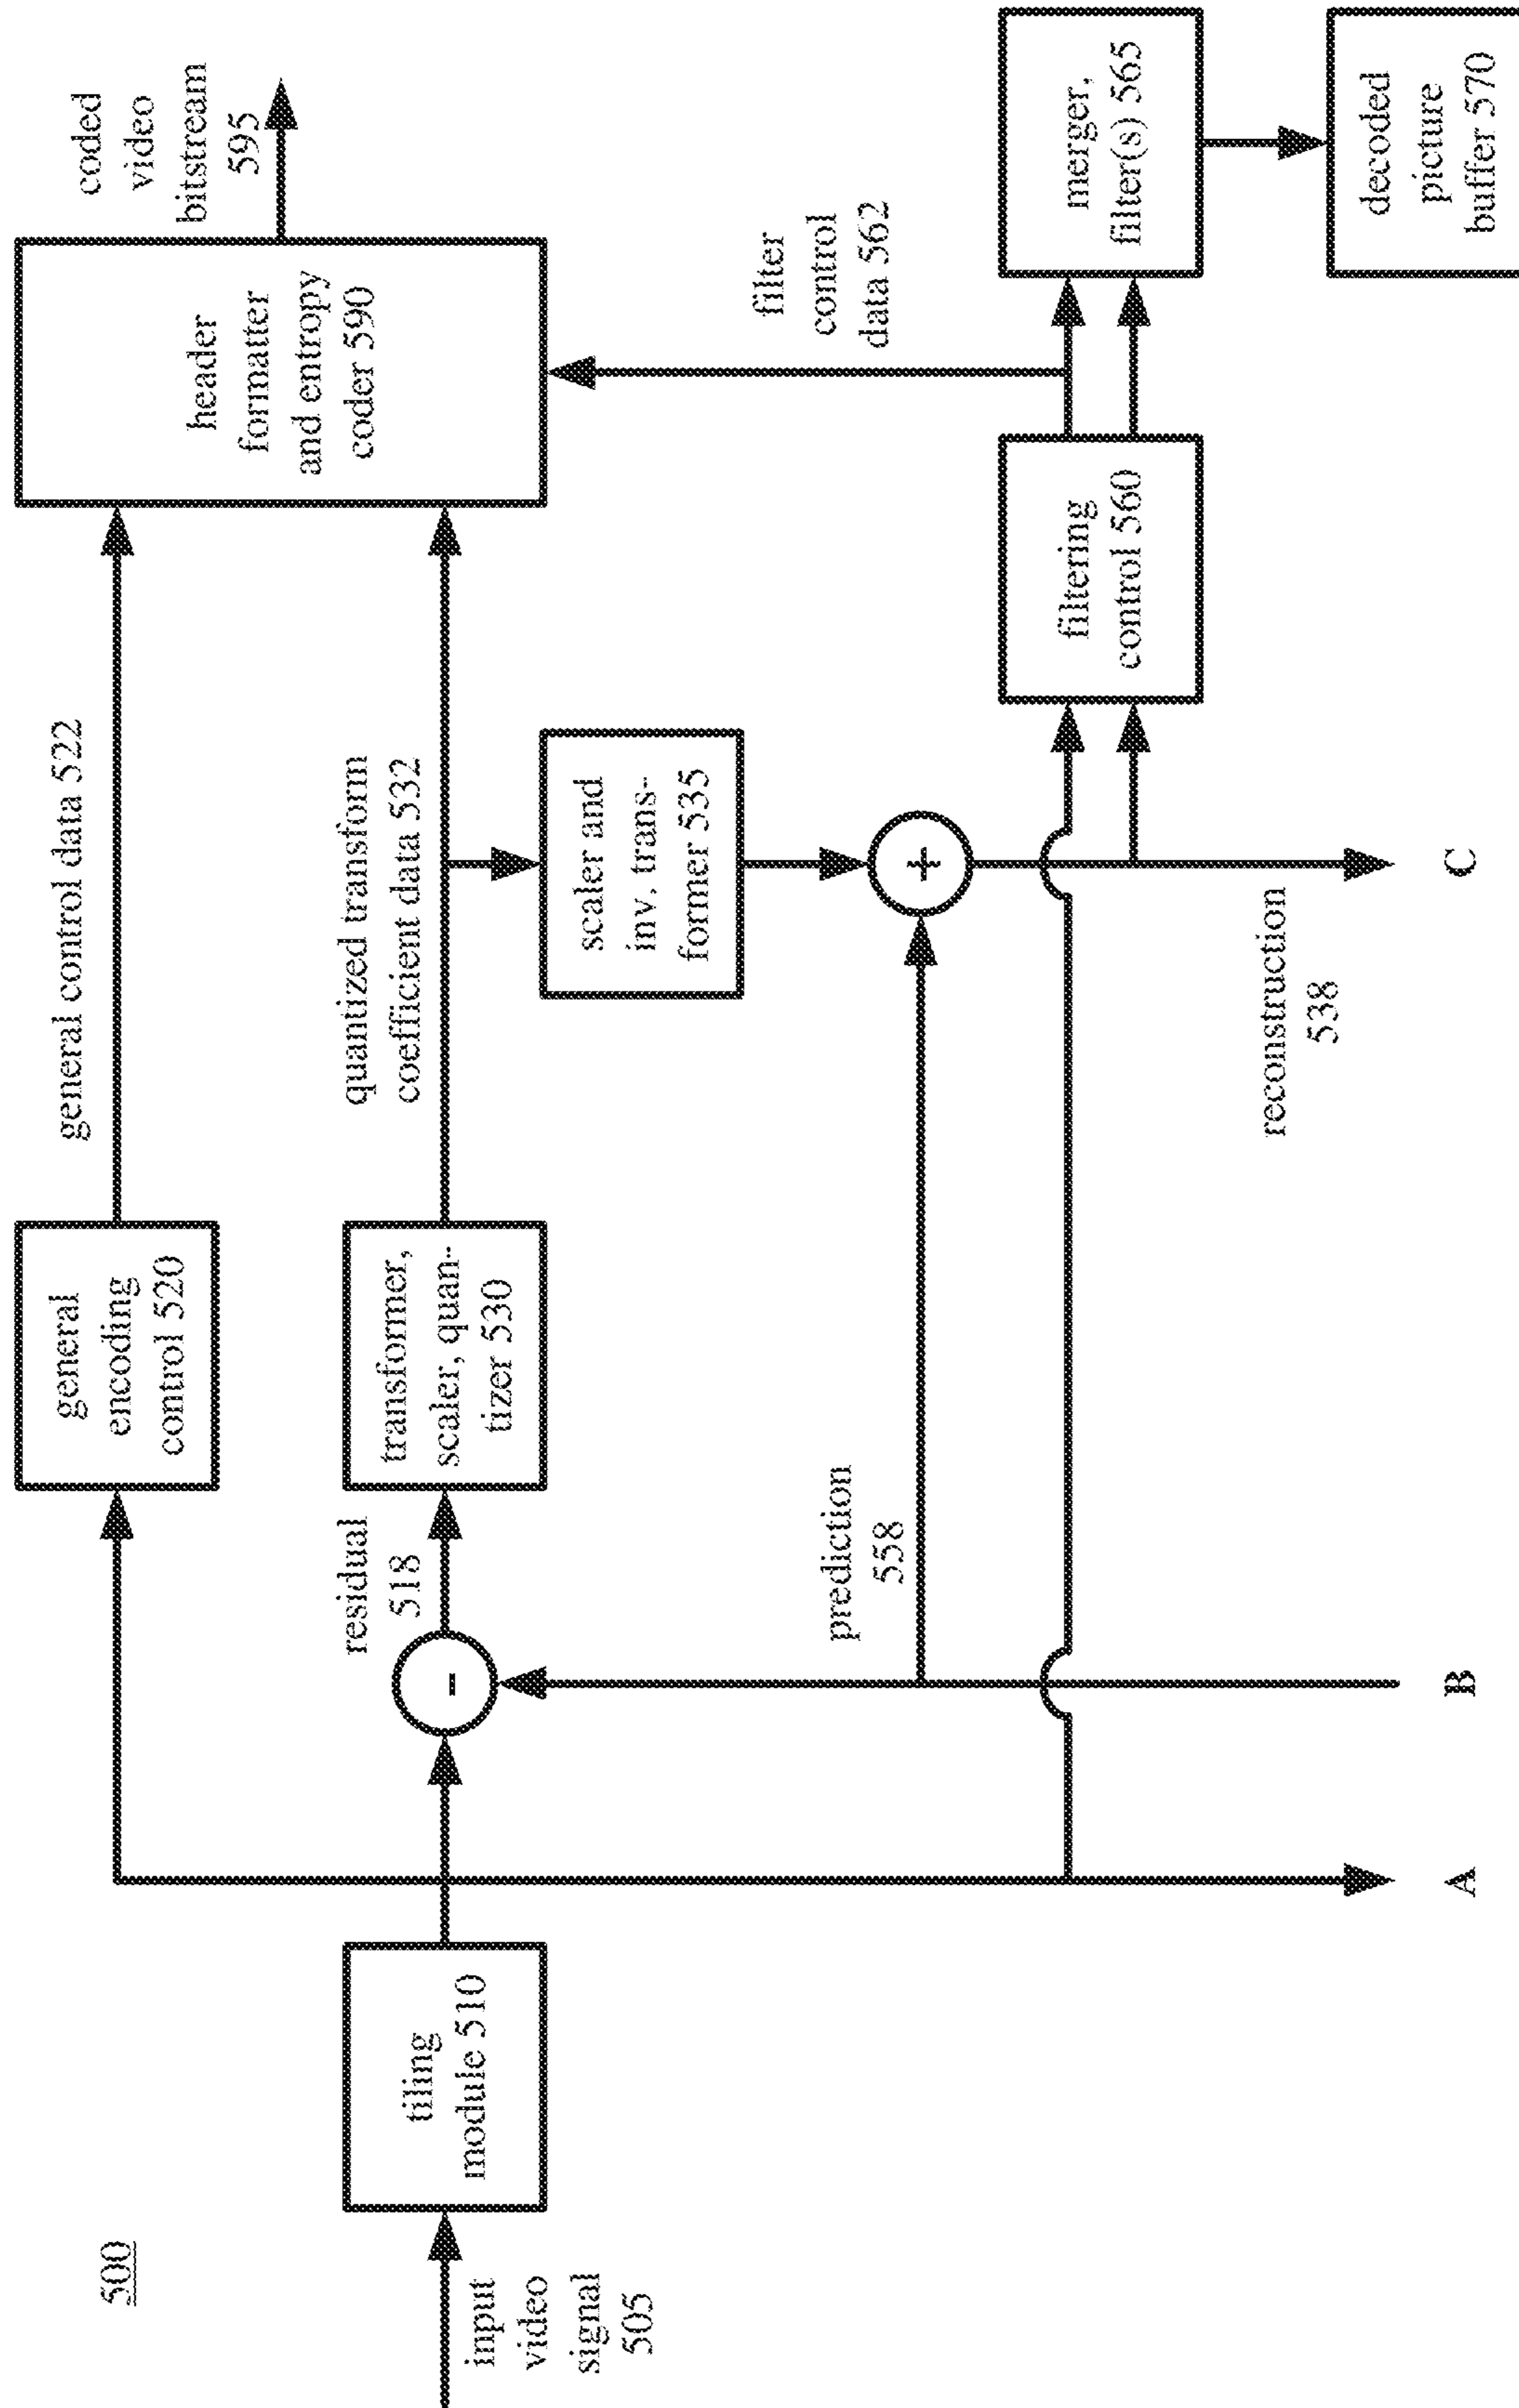 500
input
video
signal
505
tiling
module 510
general
encoding
control 520
general control data 522
residual
518
-
transformer,
scaler, quan-
tizer 530
quantized transform
coefficient data 532
header
formatter
and entropy
coder 590
coded
video
bitstream
595
scaler and
inv. trans-
former 535
prediction
558
+
filter
control
data 562
filtering
control 560
merger,
filter(s) 565
decoded
picture
buffer 570
reconstruction
538
A
B
C